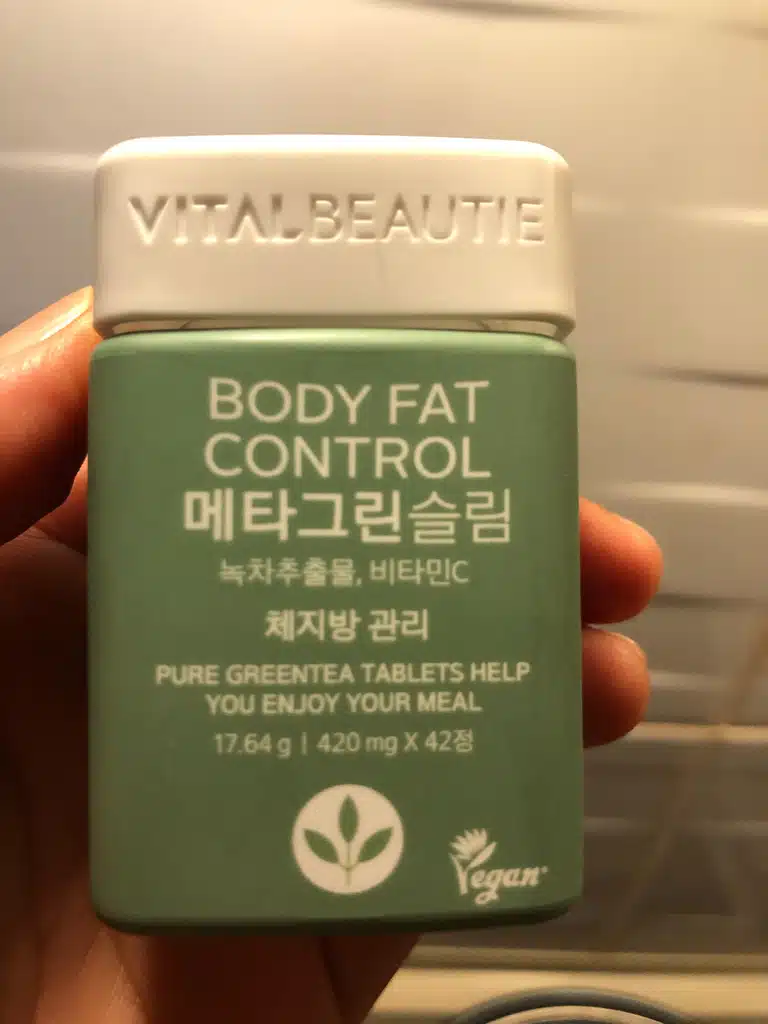 VITALBEAUTIE
BODY FAT
CONTROL
메타그린슬림
녹차추출물, 비타민C
체지방 관리
PURE GREENTEA TABLETS HELP
YOU ENJOY YOUR MEAL
17.64 g | 420 mg X 42정
Vegan